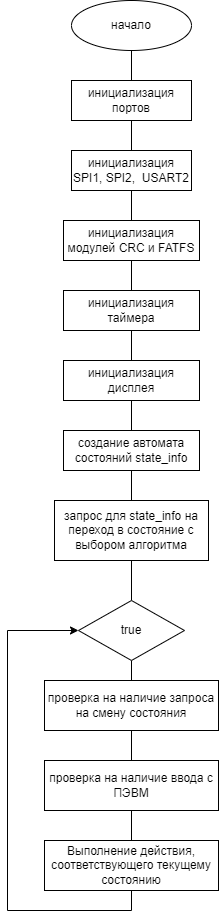 начало
инициализация
портов
инициализация
SPI1, SPI2, USART2
инициализация
модулей CRC и FATFS
инициализация
таймера
инициализация
дисплея
создание автомата
состояний state_info
запрос для state_info на
переход в состояние с
выбором алгоритма
true
проверка на наличие запроса
на смену состояния
проверка на наличие ввода с
ПЭВМ
Выполнение действия,
соответствующего текущему
состоянию